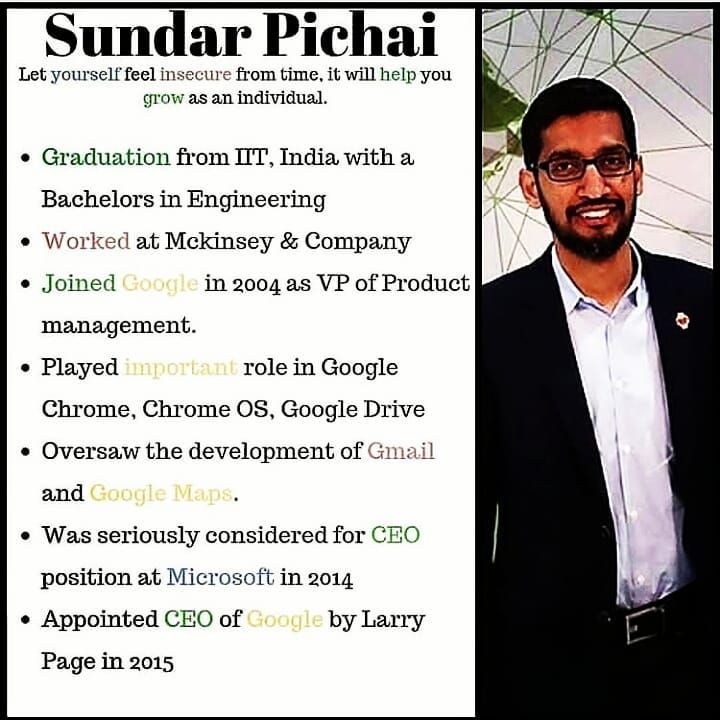 Sundar Pichai
Let yourself feel insecure from time, it will help you
grow as an individual.
• Graduation from IIT, India with a
Bachelors in Engineering
• Worked at Mckinsey & Company
• Joined Google in 2004 as VP of Product
management.
• Played important role in Google
Chrome, Chrome OS, Google Drive
• Oversaw the development of Gmail
and Google Maps.
• Was seriously considered for CEO
position at Microsoft in 2014
• Appointed CEO of Google by Larry
Page in 2015